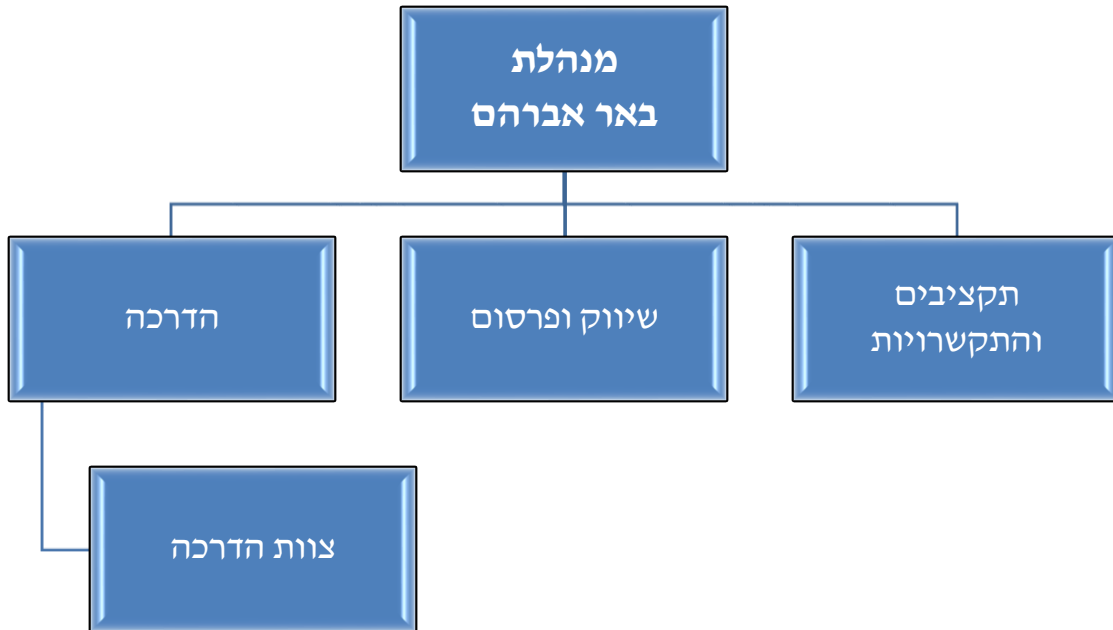 מנהלת
באר אברהם
תקציבים
והתקשרויות
שיווק ופרסום
הדרכה
צוות הדרכה